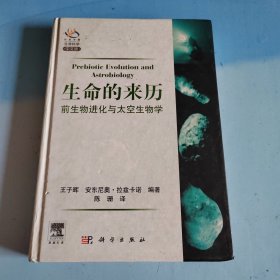 Prebiotic Evolution and
Astrobiology
生命的来历
前生物进化与太空生物学
王子晖 安东尼奥·拉兹卡诺 编著
陈珊 译
科学出版社